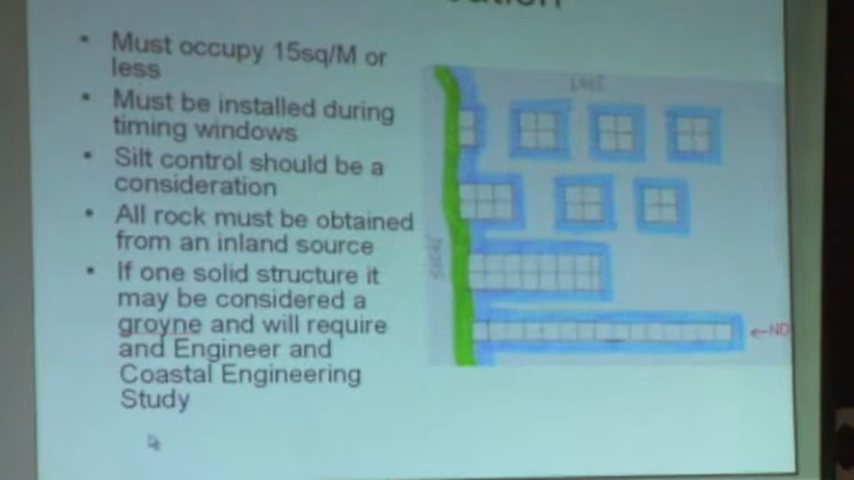 • Must occupy 15sq/M or
less
• Must be installed during
timing windows
• Silt control should be a
consideration
• All rock must be obtained
from an inland source
• If one solid structure it
may be considered a
groyne and will require
and Engineer and
Coastal Engineering
Study
←NO